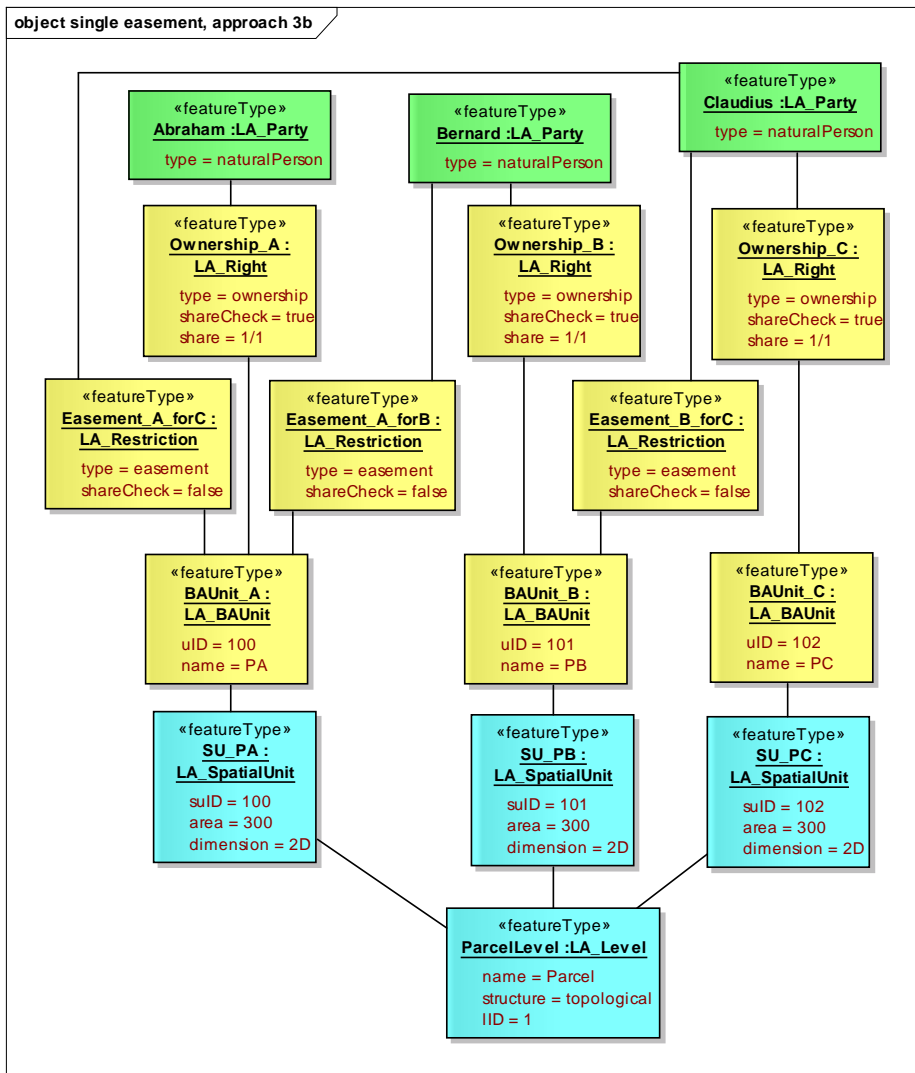 object single easement, approach 3b
«featureType»
Abraham :LA_Party
type = naturalPerson
«featureType»
Bernard :LA_Party
type = naturalPerson
«featureType»
Claudius :LA_Party
type = naturalPerson
«featureType»
Ownership_A :
LA_Right
type = ownership
shareCheck = true
share = 1/1
«featureType»
Ownership_B :
LA_Right
type = ownership
shareCheck = true
share = 1/1
«featureType»
Ownership_C :
LA_Right
type = ownership
shareCheck = true
share = 1/1
«featureType»
Easement_A_forC :
LA_Restriction
type = easement
shareCheck = false
«featureType»
Easement_A_forB :
LA_Restriction
type = easement
shareCheck = false
«featureType»
Easement_B_forC :
LA_Restriction
type = easement
shareCheck = false
«featureType»
BAUnit_A :
LA_BAUnit
uID = 100
name = PA
«featureType»
BAUnit_B :
LA_BAUnit
uID = 101
name = PB
«featureType»
BAUnit_C :
LA_BAUnit
uID = 102
name = PC
«featureType»
SU_PA :
LA_SpatialUnit
suID = 100
area = 300
dimension = 2D
«featureType»
SU_PB :
LA_SpatialUnit
suID = 101
area = 300
dimension = 2D
«featureType»
SU_PC :
LA_SpatialUnit
suID = 102
area = 300
dimension = 2D
«featureType»
ParcelLevel :LA_Level
name = Parcel
structure = topological
lID = 1